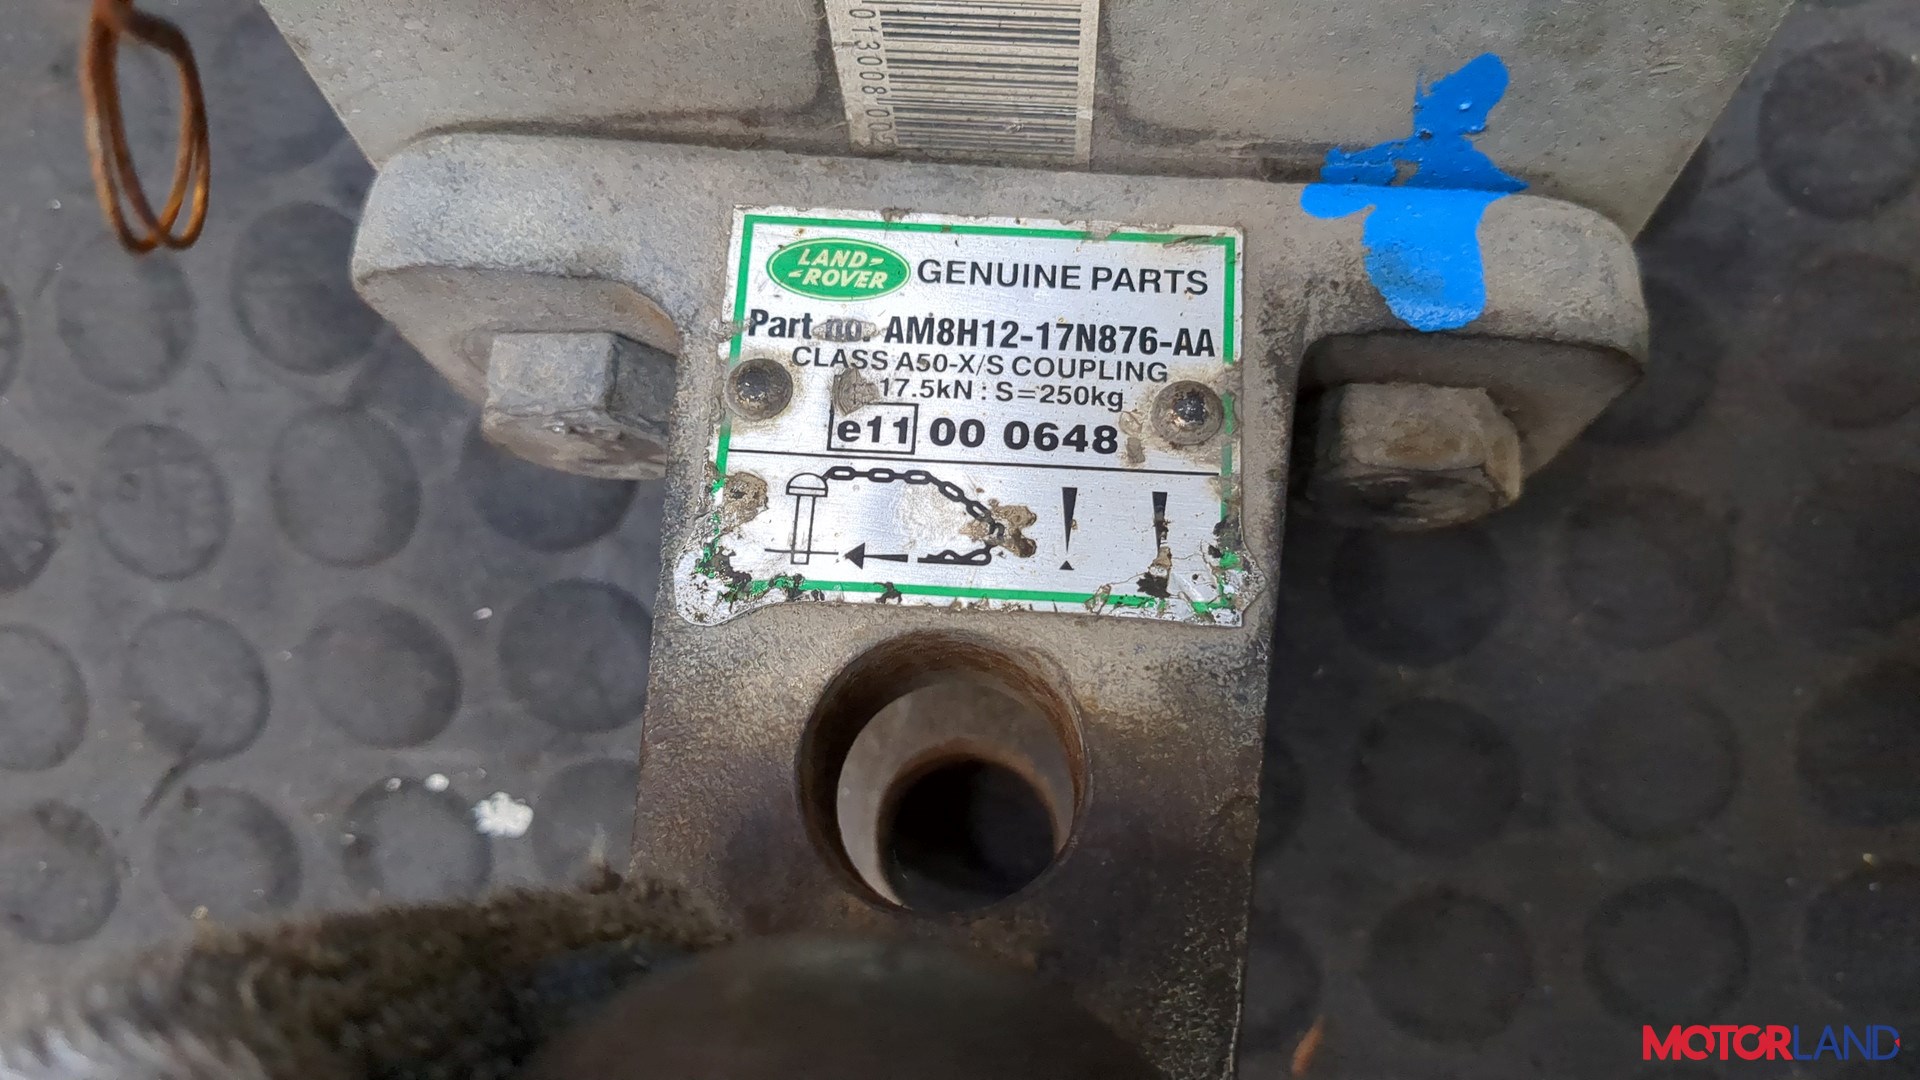 LAND-
-ROVER
GENUINE PARTS
Part no. AM8H12-17N876-AA
CLASS A50-X/S COUPLING
17.5kN : S=250kg
e11 00 0648
MOTORLAND